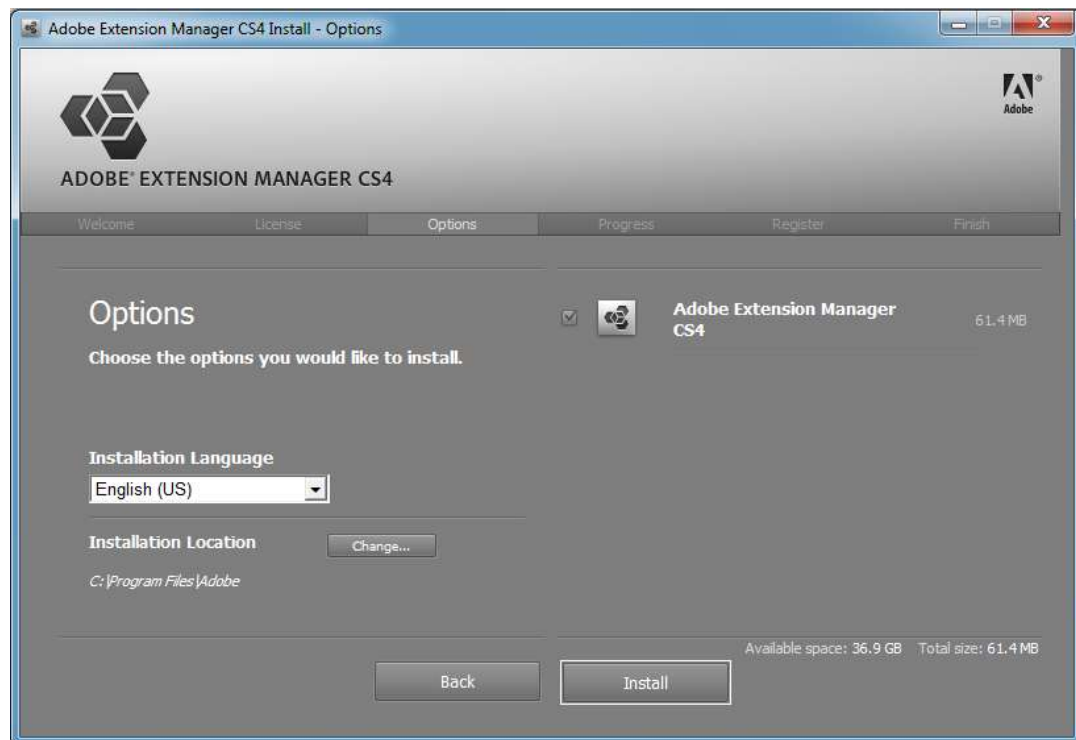 Adobe Extension Manager CS4 Install - Options
Adobe
ADOBE® EXTENSION MANAGER CS4
Welcome License Options Progress Register Finish
Options
Choose the options you would like to install.
Adobe Extension Manager
CS4
61.4 MB
Installation Language
English (US)
Installation Location
Change...
C:\Program Files\Adobe
Available space: 36.9 GB Total size: 61.4 MB
Back
Install